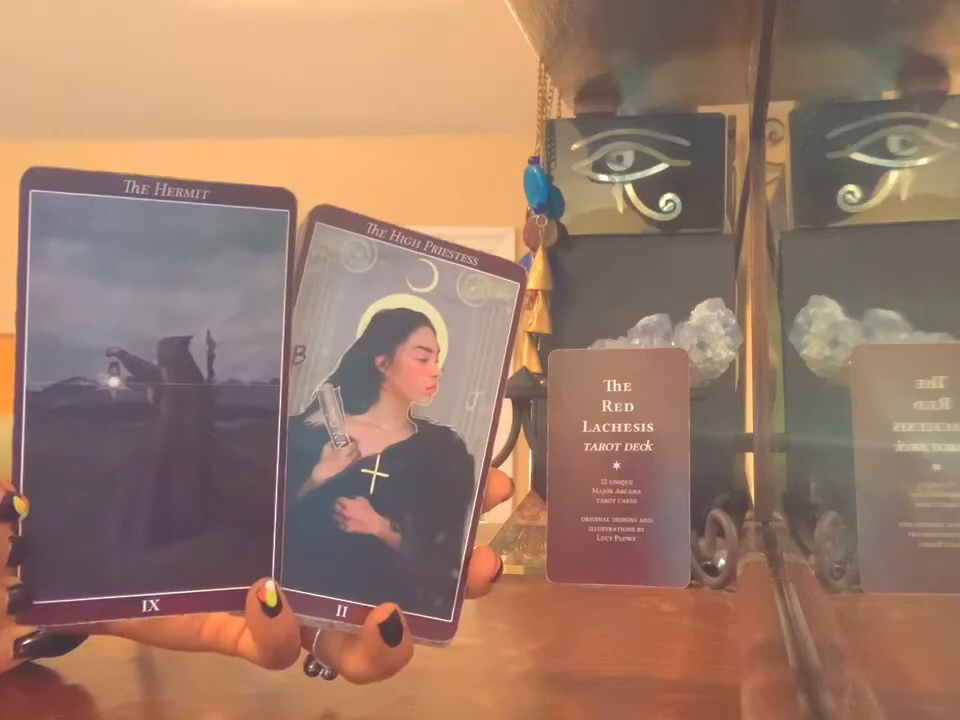 The Hermit
IX
The High Priestess
B
J
II
The
Red
Lachesis
Tarot Deck
22 unique
Major Arcana
tarot cards
Original designs and
illustrations by
Lucy Plowe